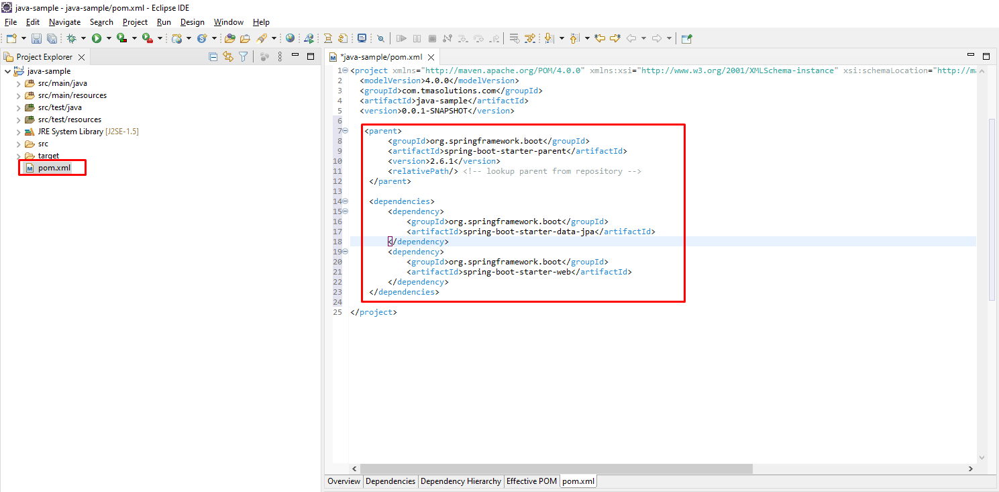 java-sample - java-sample/pom.xml - Eclipse IDE
File Edit Navigate Search Project Run Design Window Help
Project Explorer
java-sample
src/main/java
src/main/resources
src/test/java
src/test/resources
JRE System Library [J2SE-1.5]
src
target
pom.xml
*java-sample/pom.xml
1 <project xmlns="http://maven.apache.org/POM/4.0.0" xmlns:xsi="http://www.w3.org/2001/XMLSchema-instance" xsi:schemaLocation="http://ma
2 <modelVersion>4.0.0</modelVersion>
3 <groupId>com.tmasolutions.com</groupId>
4 <artifactId>java-sample</artifactId>
5 <version>0.0.1-SNAPSHOT</version>
6
7 <parent>
8 <groupId>org.springframework.boot</groupId>
9 <artifactId>spring-boot-starter-parent</artifactId>
10 <version>2.6.1</version>
11 <relativePath/> <!-- lookup parent from repository -->
12 </parent>
13
14 <dependencies>
15 <dependency>
16 <groupId>org.springframework.boot</groupId>
17 <artifactId>spring-boot-starter-data-jpa</artifactId>
18 </dependency>
19 <dependency>
20 <groupId>org.springframework.boot</groupId>
21 <artifactId>spring-boot-starter-web</artifactId>
22 </dependency>
23 </dependencies>
24
25 </project>
Overview Dependencies Dependency Hierarchy Effective POM pom.xml